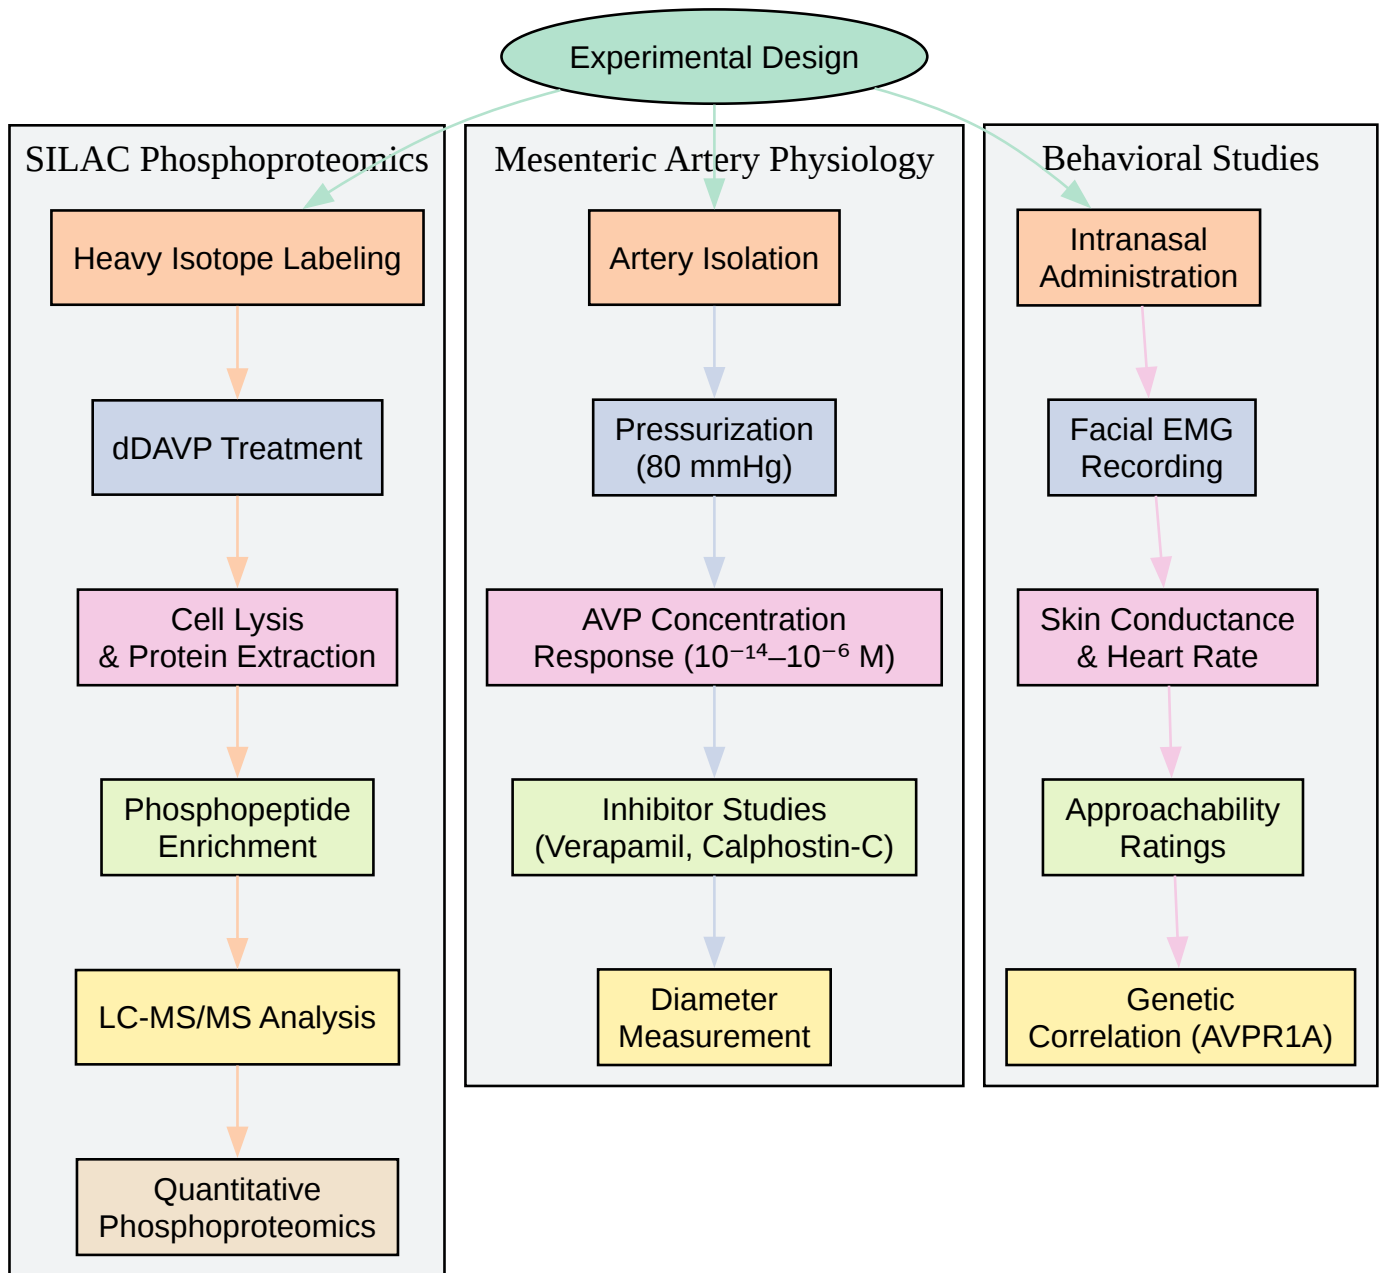 Experimental Design
SILAC Phosphoproteomics
Heavy Isotope Labeling
dDAVP Treatment
Cell Lysis
& Protein Extraction
Phosphopeptide
Enrichment
LC-MS/MS Analysis
Quantitative
Phosphoproteomics
Mesenteric Artery Physiology
Artery Isolation
Pressurization
(80 mmHg)
AVP Concentration
Response (10⁻¹⁴–10⁻⁶ M)
Inhibitor Studies
(Verapamil, Calphostin-C)
Diameter
Measurement
Behavioral Studies
Intranasal
Administration
Facial EMG
Recording
Skin Conductance
& Heart Rate
Approachability
Ratings
Genetic
Correlation (AVPR1A)